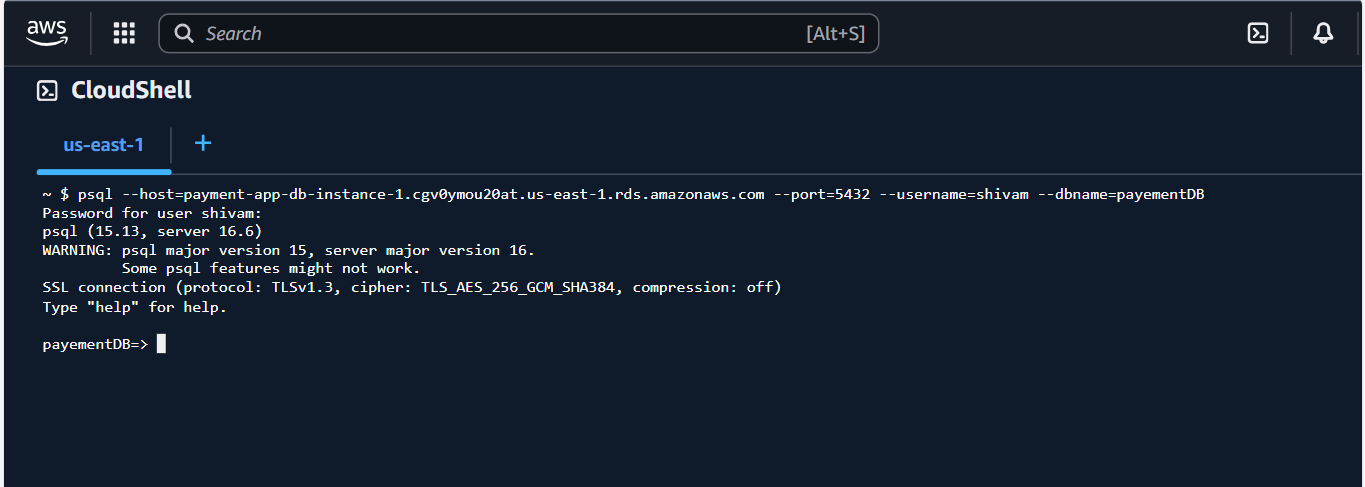 aws
Search [Alt+S]
CloudShell
us-east-1 +
~ $ psql --host=payment-app-db-instance-1.cgv0ymou20at.us-east-1.rds.amazonaws.com --port=5432 --username=shivam --dbname=payementDB
Password for user shivam:
psql (15.13, server 16.6)
WARNING: psql major version 15, server major version 16.
         Some psql features might not work.
SSL connection (protocol: TLSv1.3, cipher: TLS_AES_256_GCM_SHA384, compression: off)
Type "help" for help.
payementDB=>